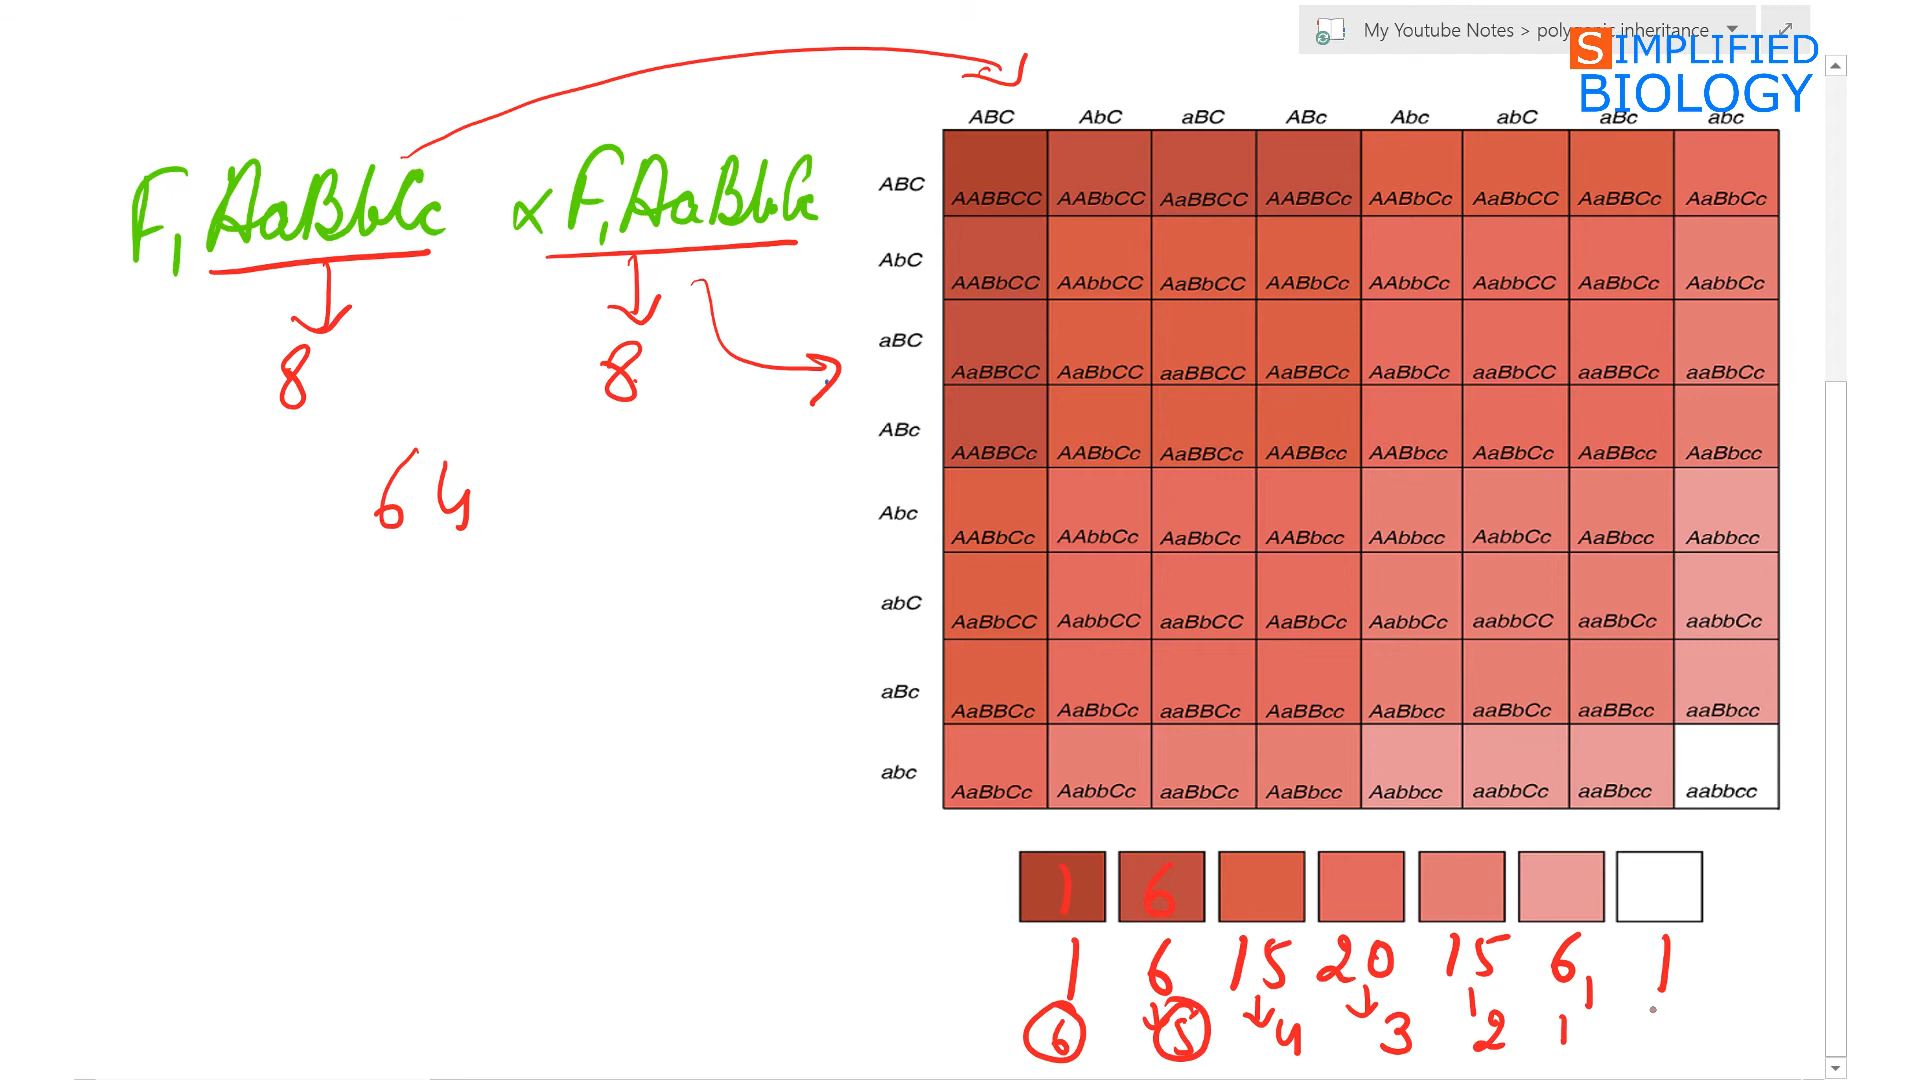 My Youtube Notes > polygenic inheritance
SIMPLIFIED
BIOLOGY
F1 AaBbCc × F1 AaBbCc
8 8
64
ABC AbC aBC ABc Abc abC aBc abc
ABC AABBCC AABbCC AaBBCC AABBCc AABbCc AaBbCC AaBBCc AaBbCc
AbC AABbCC AAbbCC AaBbCC AABbCc AAbbCc AabbCC AaBbCc AabbCc
aBC AaBBCC AaBbCC aaBBCC AaBBCc AaBbCc aaBbCC aaBBCc aaBbCc
ABc AABBCc AABbCc AaBBCc AABBcc AABbcc AaBbCc AaBBcc AaBbcc
Abc AABbCc AAbbCc AaBbCc AABbcc AAbbcc AabbCc AaBbcc Aabbcc
abC AaBbCC AabbCC aaBbCC AaBbCc AabbCc aabbCC aaBbCc aabbCc
aBc AaBBCc AaBbCc aaBBCc AaBBcc AaBbcc aaBbCc aaBBcc aaBbcc
abc AaBbCc AabbCc aaBbCc AaBbcc Aabbcc aabbCc aaBbcc aabbcc
1 6
1 6 15 20 15 6 1
6 5 4 3 2 1